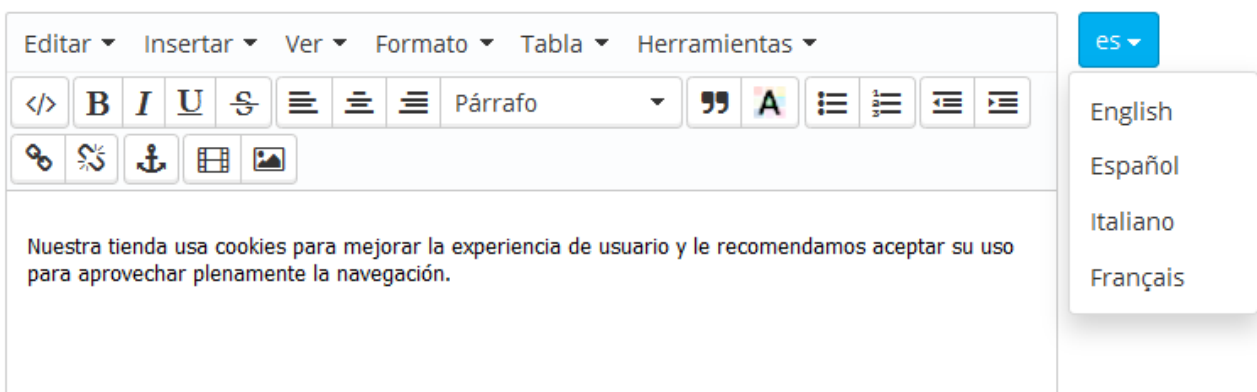 Editar Insertar Ver Formato Tabla Herramientas es
</> B I U S Párrafo ” A
English
Español
Italiano
Français
Nuestra tienda usa cookies para mejorar la experiencia de usuario y le recomendamos aceptar su uso
para aprovechar plenamente la navegación.